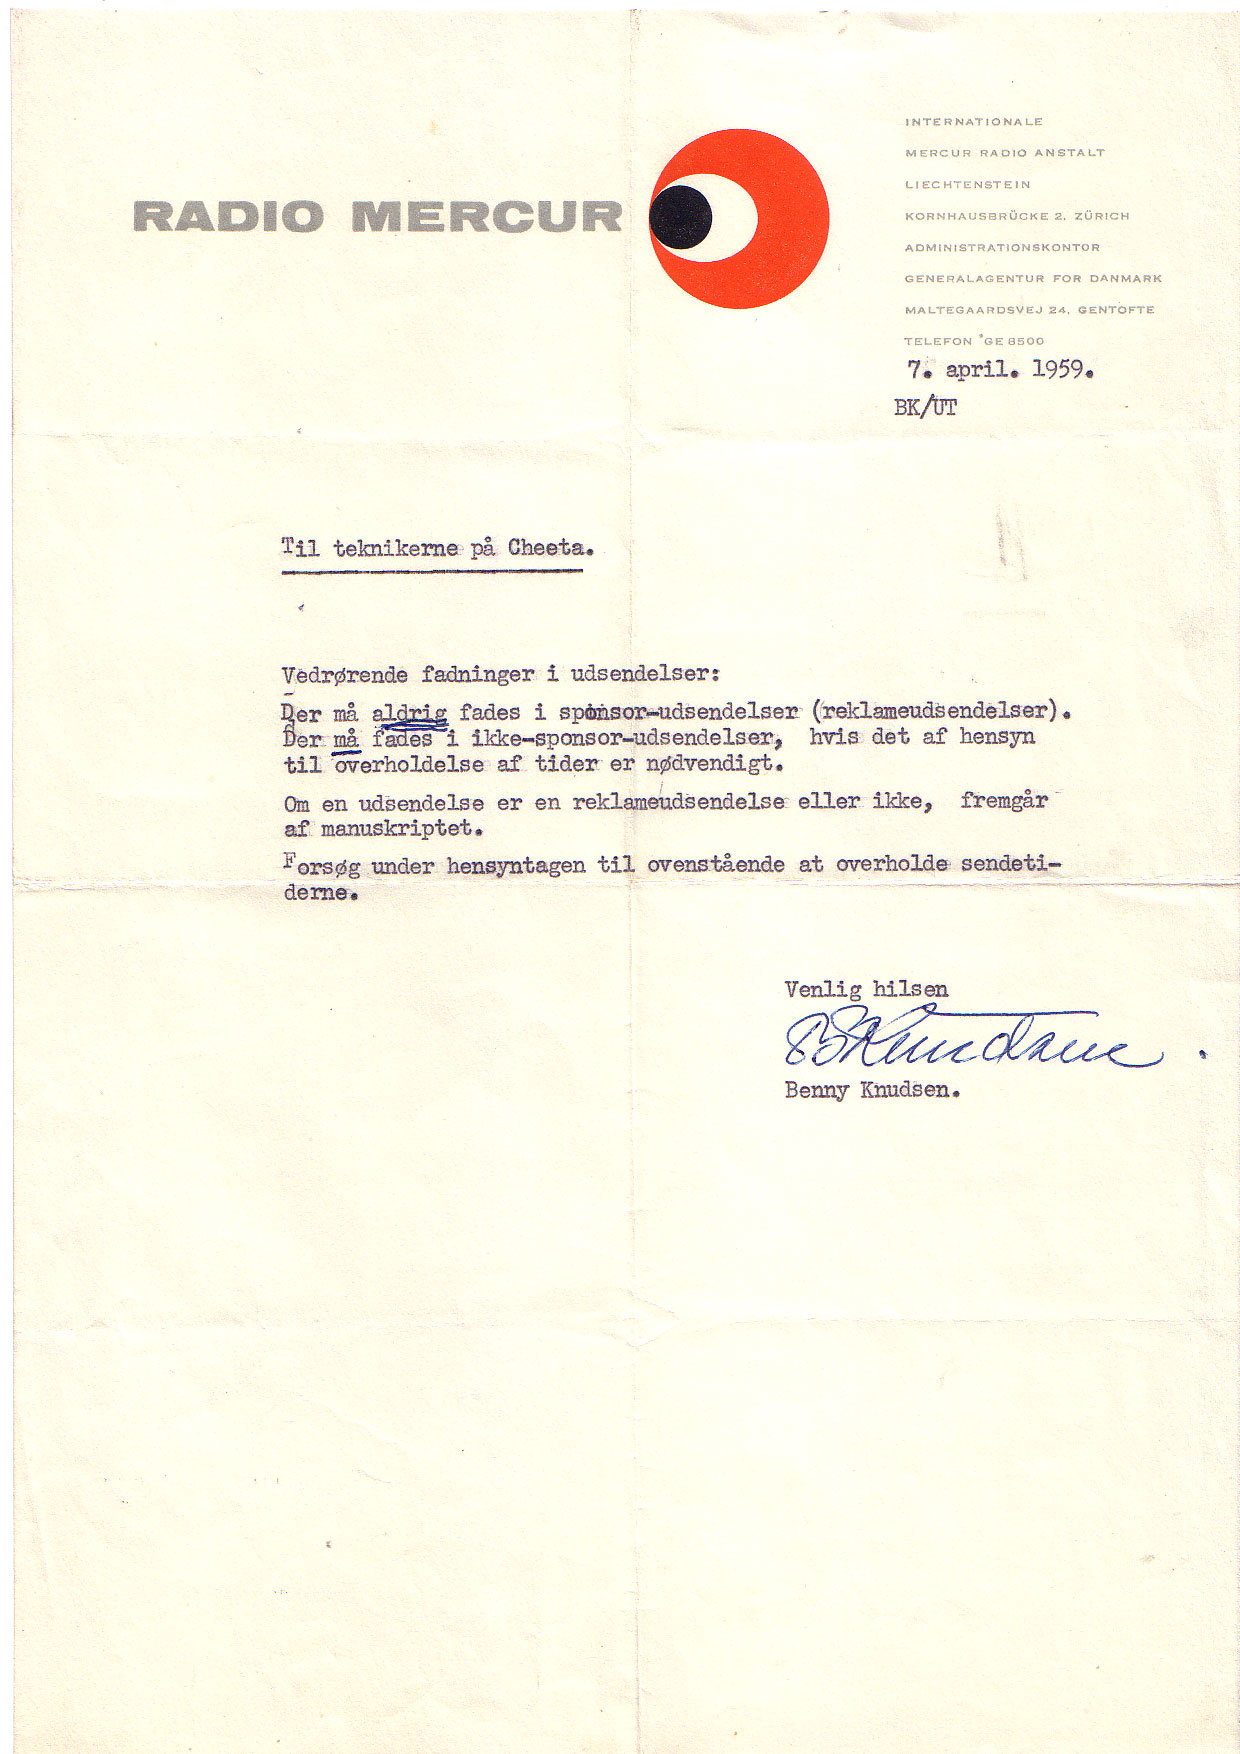 RADIO MERCUR
INTERNATIONALE
MERCUR RADIO ANSTALT
LIECHTENSTEIN
KORNHAUSBRÜCKE 2, ZÜRICH
ADMINISTRATIONSKONTOR
GENERALAGENTUR FOR DANMARK
MALTEGAARDSVEJ 24, GENTOFTE
TELEFON *GE 8500
7. april. 1959.
BK/UT
Til teknikerne på Cheeta.
Vedrørende fadninger i udsendelser:
Der må aldrig fades i sponsor-udsendelser (reklameudsendelser).
Der må fades i ikke-sponsor-udsendelser, hvis det af hensyn
til overholdelse af tider er nødvendigt.
Om en udsendelse er en reklameudsendelse eller ikke, fremgår
af manuskriptet.
Forsøg under hensyntagen til ovenstående at overholde sendeti-
derne.
Venlig hilsen
BKnudsen
Benny Knudsen.